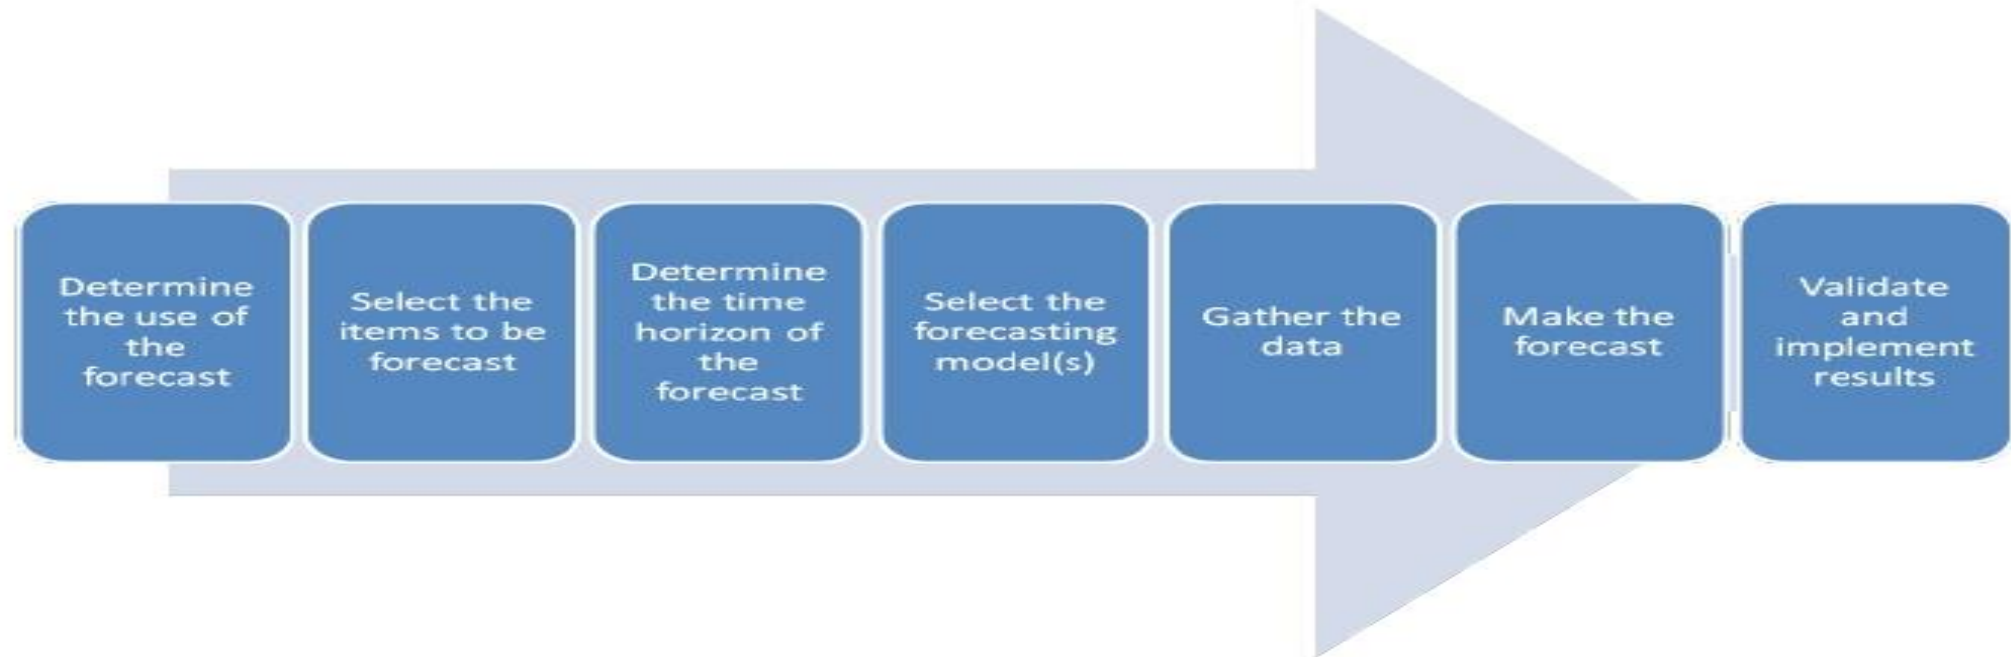 Determine
the use of
the
forecast
Select the
items to be
forecast
Determine
the time
horizon of
the
forecast
Select the
forecasting
model(s)
Gather the
data
Make the
forecast
Validate
and
implement
results